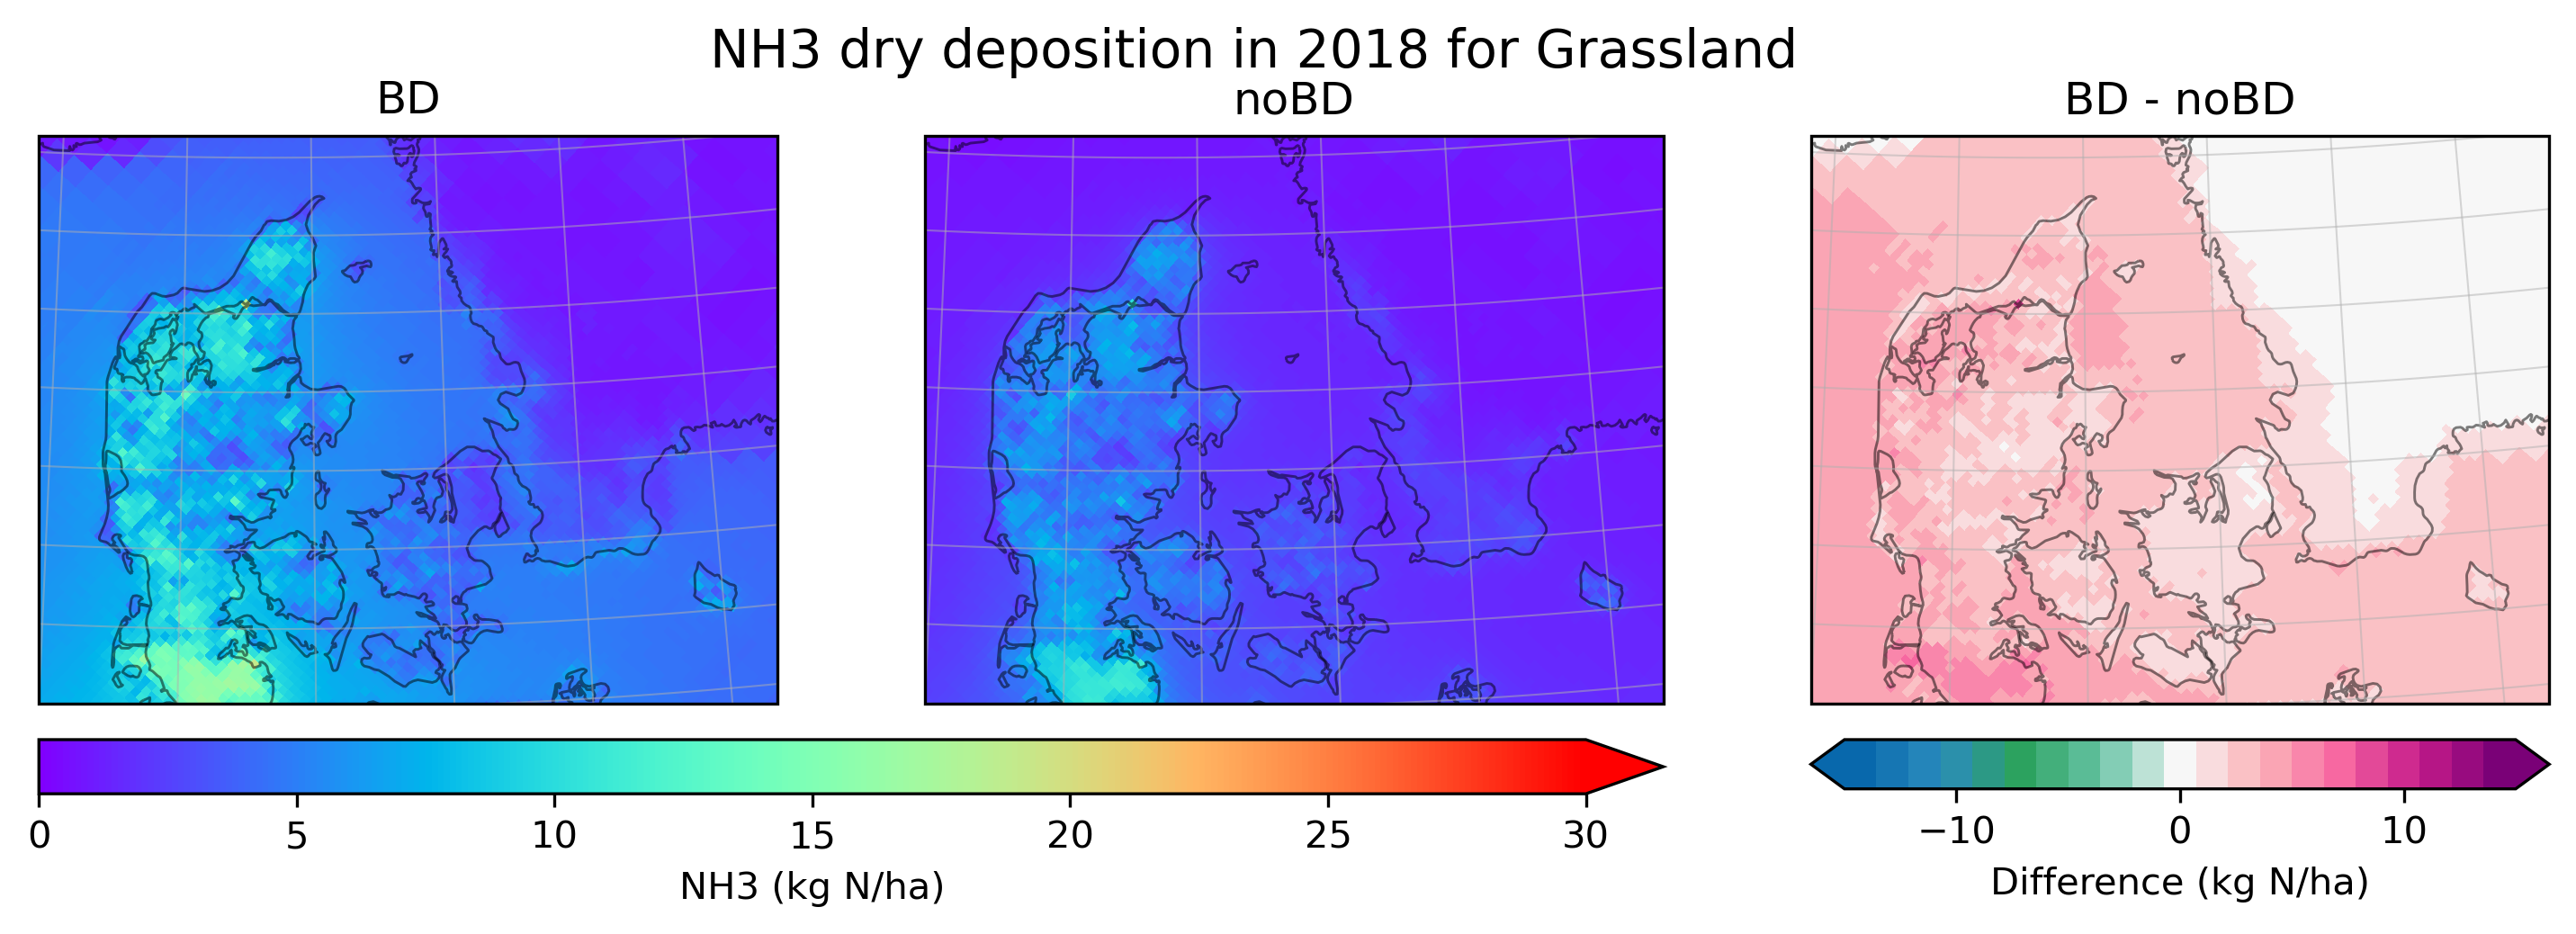 NH3 dry deposition in 2018 for Grassland
BD
noBD
BD - noBD
0 5 10 15 20 25 30
NH3 (kg N/ha)
−10 0 10
Difference (kg N/ha)